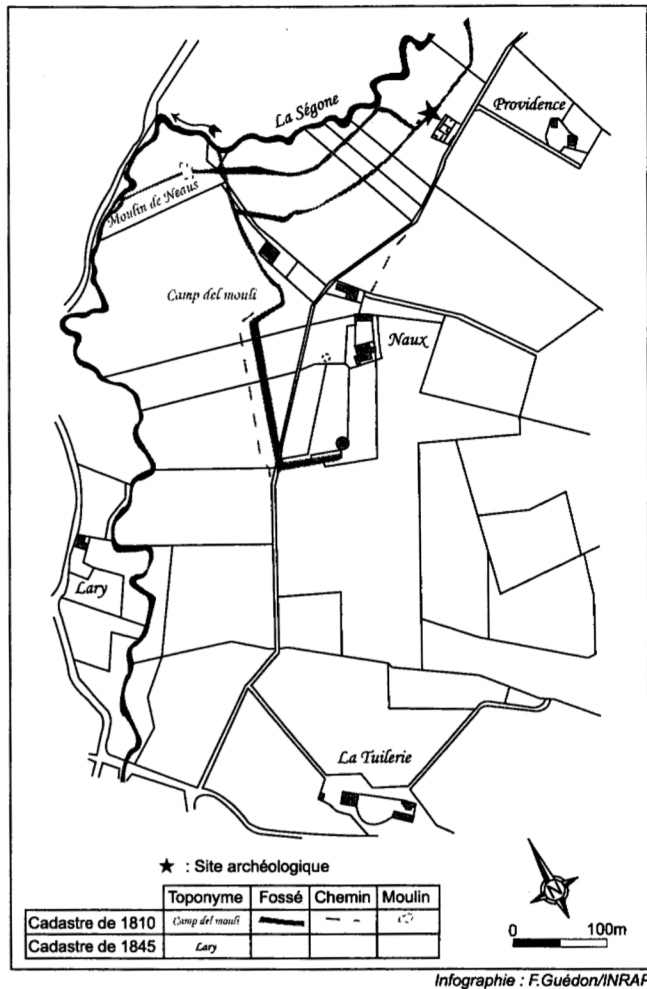 Providence
La Ségone
Moulin de Neaus
Camp del mouli
Naux
Lary
La Tuilerie
★ : Site archéologique
Toponyme Fossé Chemin Moulin
Cadastre de 1810 Camp del mouli
Cadastre de 1845 Lary
N
0 100m
Infographie : F.Guédon/INRAP